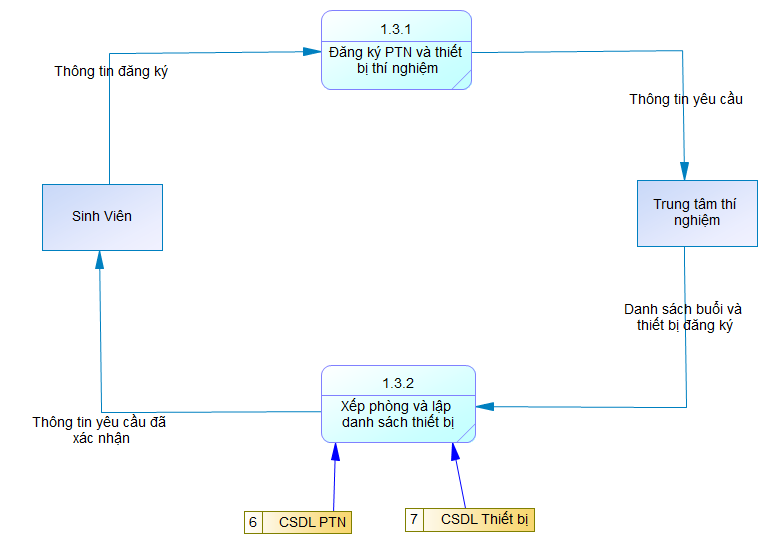 1.3.1
Đăng ký PTN và thiết
bị thí nghiệm
Thông tin đăng ký
Thông tin yêu cầu
Sinh Viên
Trung tâm thí
nghiệm
Danh sách buổi và
thiết bị đăng ký
1.3.2
Xếp phòng và lập
danh sách thiết bị
Thông tin yêu cầu đã
xác nhận
6 CSDL PTN
7 CSDL Thiết bị